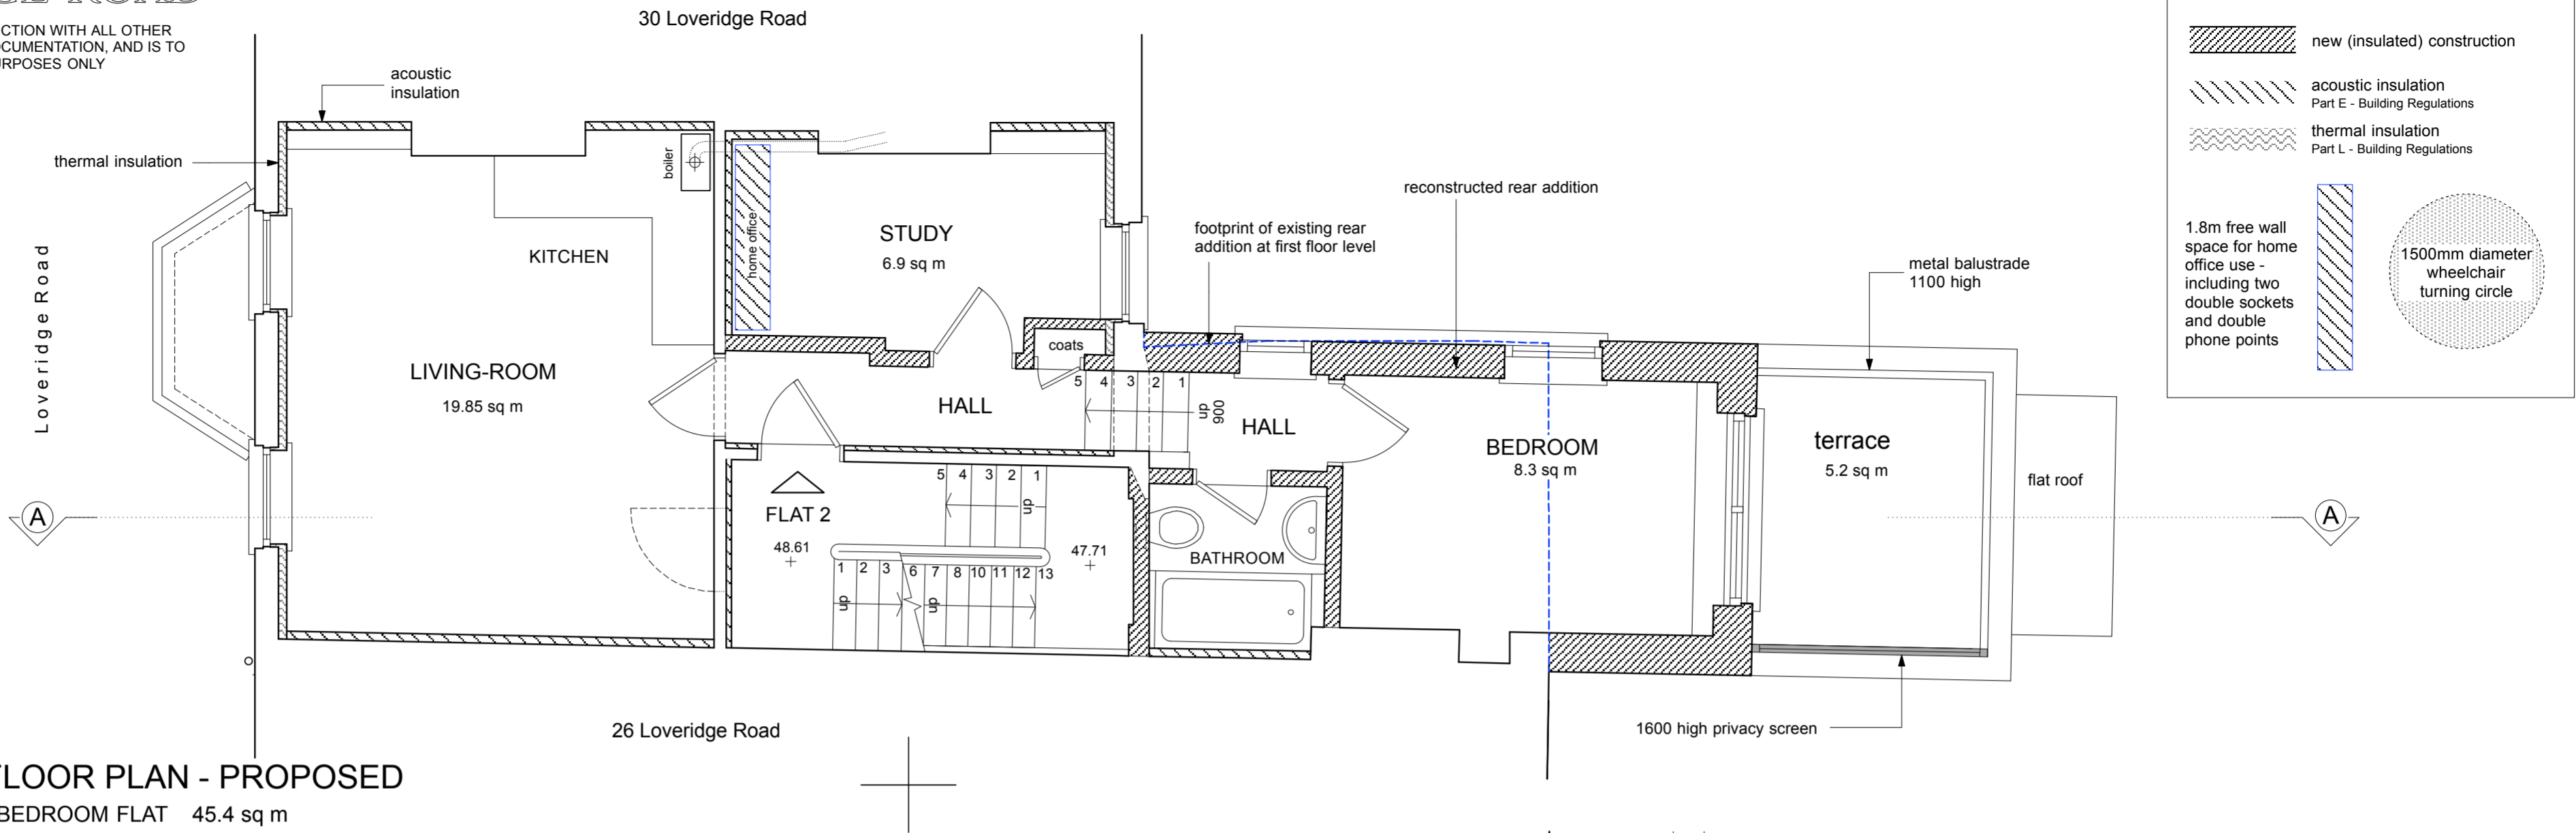 30 Loveridge Road
CTION WITH ALL OTHER
OCUMENTATION, AND IS TO
RPOSES ONLY
acoustic
insulation
thermal insulation
Loveridge Road
boiler
home office
KITCHEN
LIVING-ROOM
19.85 sq m
STUDY
6.9 sq m
coats
HALL
5 4 3 2 1
up
900
HALL
footprint of existing rear
addition at first floor level
reconstructed rear addition
BEDROOM
8.3 sq m
metal balustrade
1100 high
terrace
5.2 sq m
flat roof
A
A
FLAT 2
48.61
47.71
5 4 3 2 1
dn
1 2 3 6 7 8 10 11 12 13
up
up
BATHROOM
1600 high privacy screen
26 Loveridge Road
FLOOR PLAN - PROPOSED
BEDROOM FLAT 45.4 sq m
new (insulated) construction
acoustic insulation
Part E - Building Regulations
thermal insulation
Part L - Building Regulations
1.8m free wall
space for home
office use -
including two
double sockets
and double
phone points
1500mm diameter
wheelchair
turning circle